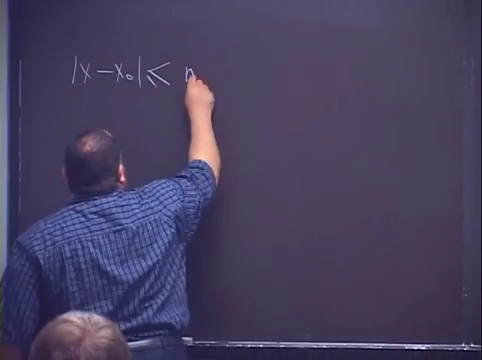 |x - x₀| ≤